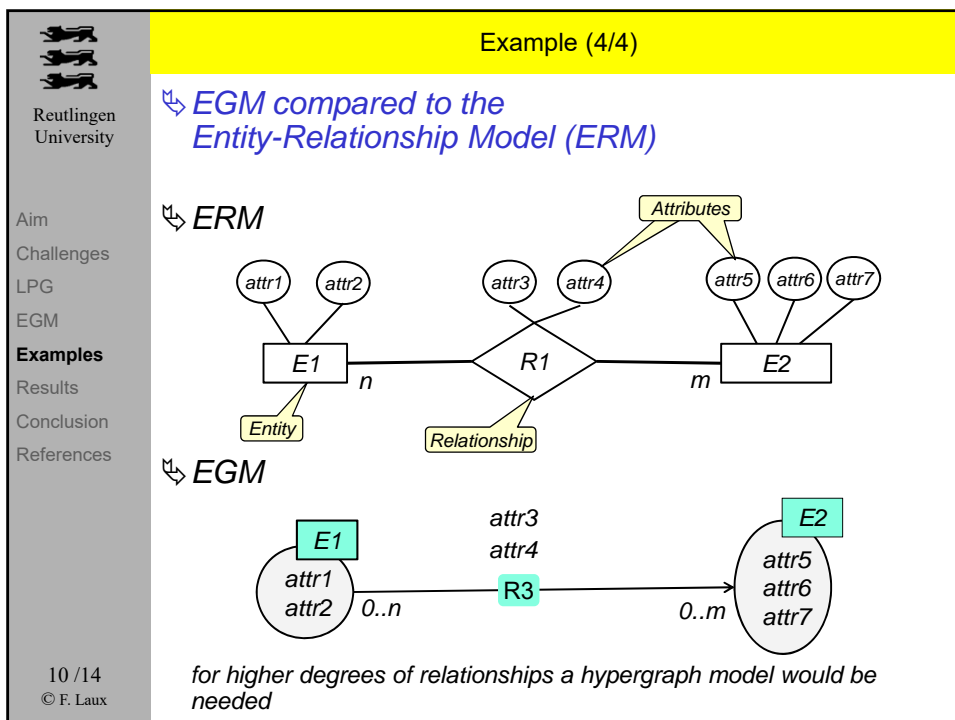 Example (4/4)
Reutlingen
University
Aim
Challenges
LPG
EGM
Examples
Results
Conclusion
References
10 /14
© F. Laux
EGM compared to the
Entity-Relationship Model (ERM)
ERM
Attributes
attr1
attr2
attr3
attr4
attr5
attr6
attr7
E1
n
R1
m
E2
Entity
Relationship
EGM
E1
attr1
attr2
0..n
attr3
attr4
R3
0..m
E2
attr5
attr6
attr7
for higher degrees of relationships a hypergraph model would be
needed